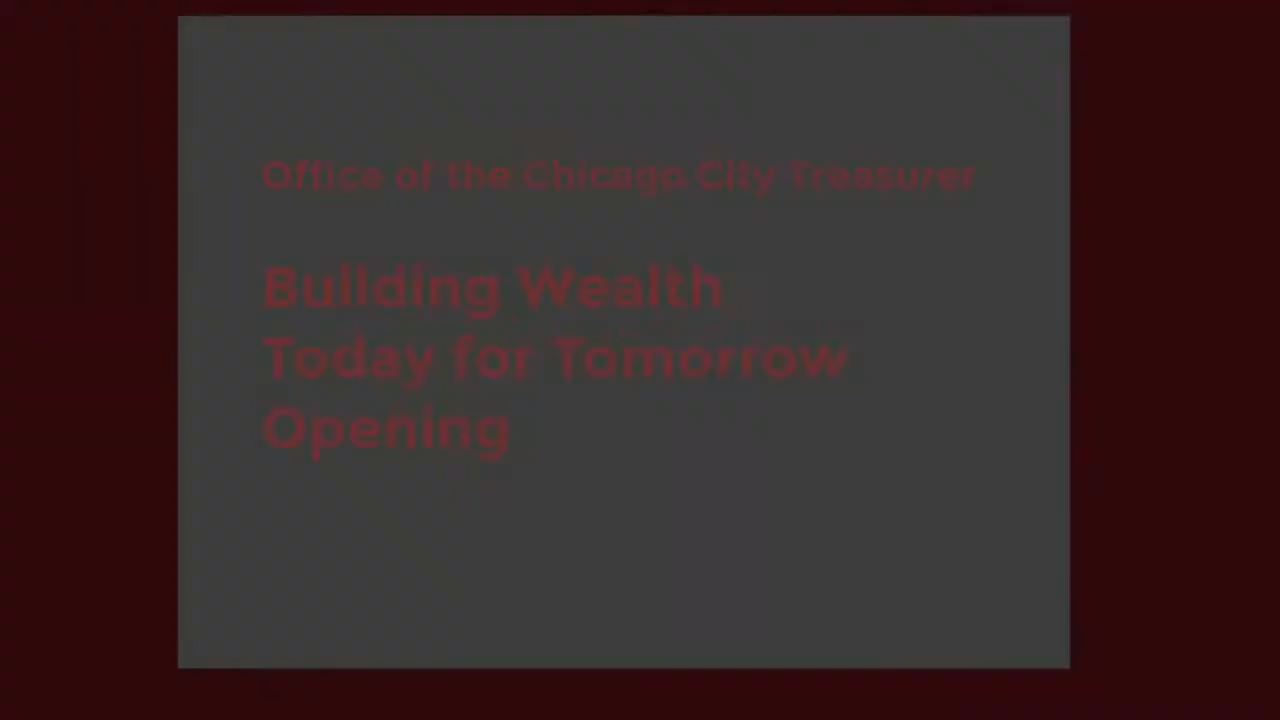 Office of the Chicago City Treasurer
Building Wealth
Today for Tomorrow
Opening